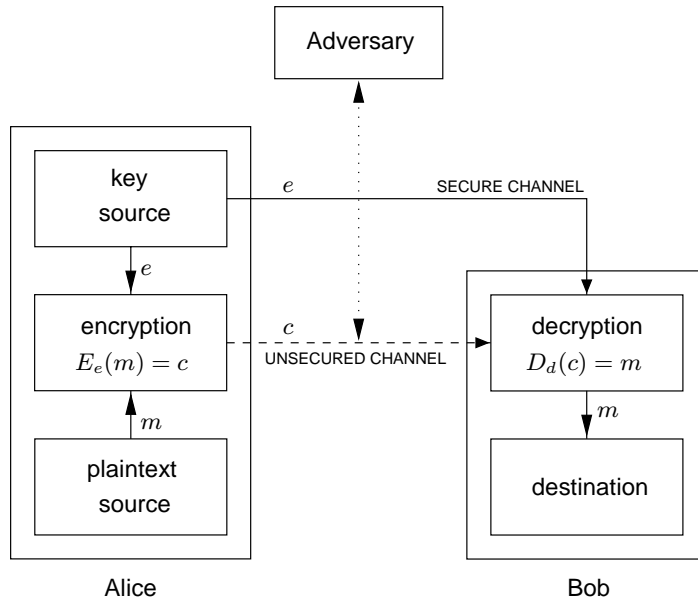 Adversary
key
source
e
SECURE CHANNEL
e
encryption
E_e(m) = c
c
UNSECURED CHANNEL
decryption
D_d(c) = m
m
m
plaintext
source
destination
Alice
Bob